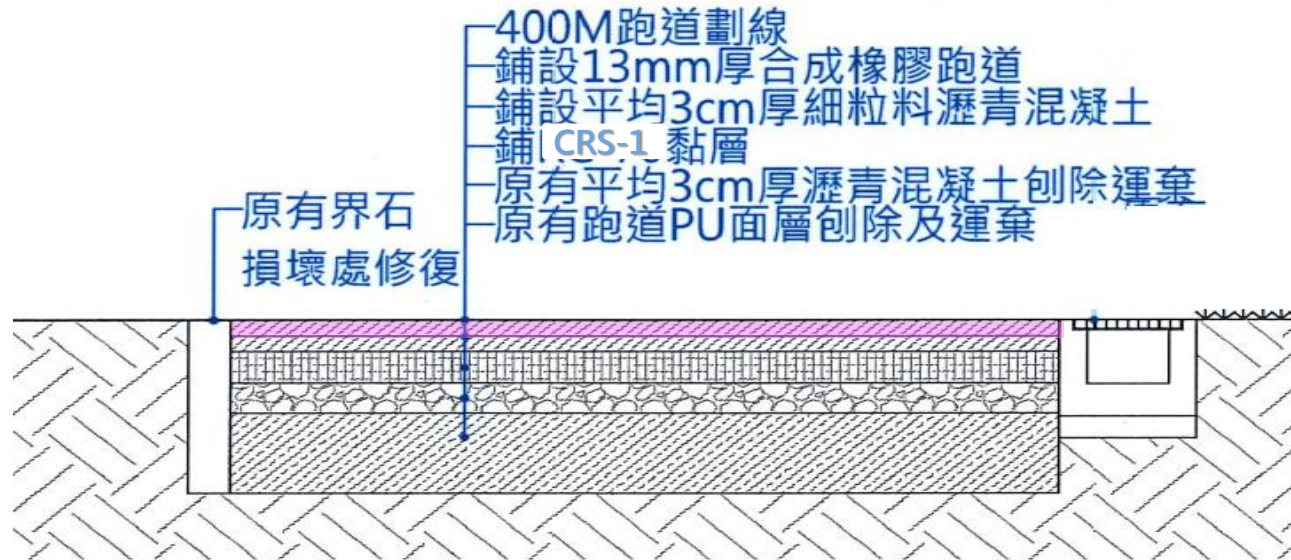 400M跑道劃線
鋪設13mm厚合成橡膠跑道
鋪設平均3cm厚細粒料瀝青混凝土
鋪 CRS-1 黏層
原有平均3cm厚瀝青混凝土刨除運棄
原有跑道PU面層刨除及運棄
原有界石
損壞處修復